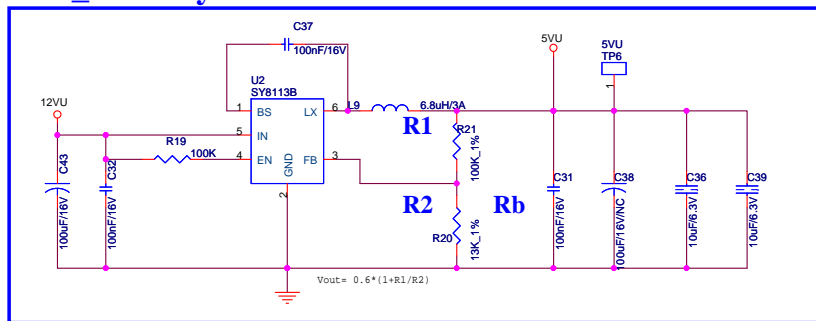 C37
100nF/16V
5VU
5VU
TP6
1
U2
SY8113B
12VU
1
BS
LX
6
L9
6.8uH/3A
R1
R21
100K_1%
5
IN
R19
100K
4
EN
GND
FB
3
2
C43
100uF/16V
C32
100nF/16V
R2
Rb
R20
13K_1%
C31
100nF/16V
C38
100uF/16V/NC
C36
10uF/6.3V
C39
10uF/6.3V
Vout= 0.6*(1+R1/R2)